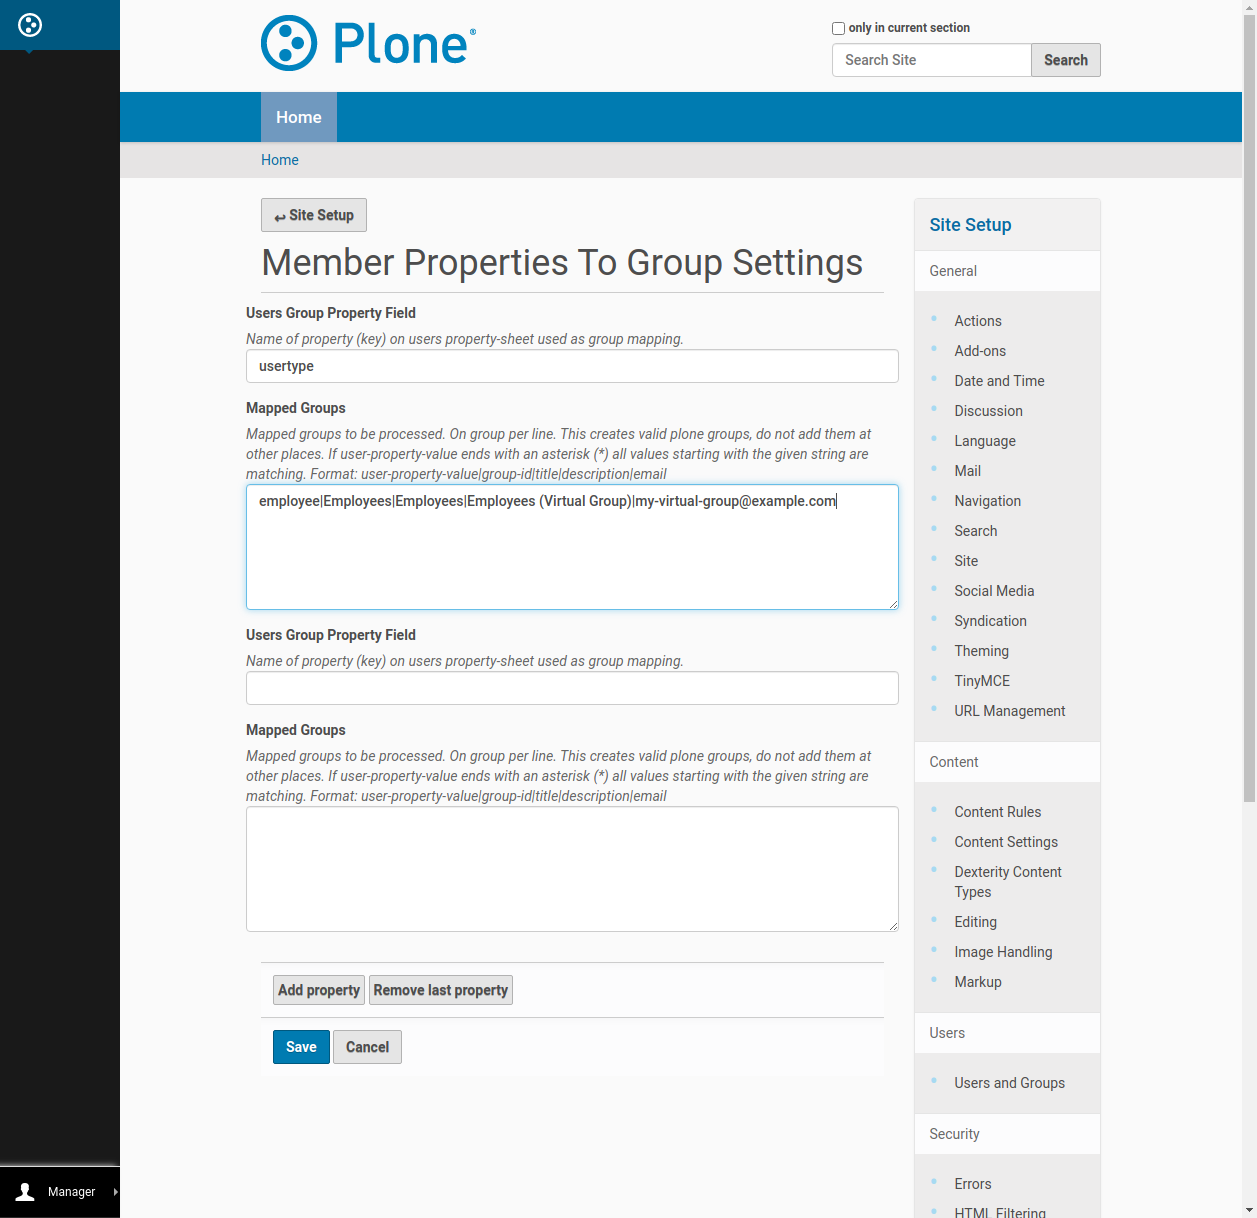 Plone®
only in current section
Search Site
Search
Home
Home
Site Setup
Member Properties To Group Settings
Users Group Property Field
Name of property (key) on users property-sheet used as group mapping.
usertype
Mapped Groups
Mapped groups to be processed. On group per line. This creates valid plone groups, do not add them at
other places. If user-property-value ends with an asterisk (*) all values starting with the given string are
matching. Format: user-property-value|group-id|title|description|email
employee|Employees|Employees|Employees (Virtual Group)|my-virtual-group@example.com
Users Group Property Field
Name of property (key) on users property-sheet used as group mapping.
Mapped Groups
Mapped groups to be processed. On group per line. This creates valid plone groups, do not add them at
other places. If user-property-value ends with an asterisk (*) all values starting with the given string are
matching. Format: user-property-value|group-id|title|description|email
Add property
Remove last property
Save
Cancel
Site Setup
General
Actions
Add-ons
Date and Time
Discussion
Language
Mail
Navigation
Search
Site
Social Media
Syndication
Theming
TinyMCE
URL Management
Content
Content Rules
Content Settings
Dexterity Content
Types
Editing
Image Handling
Markup
Users
Users and Groups
Security
Errors
HTML Filtering
Manager